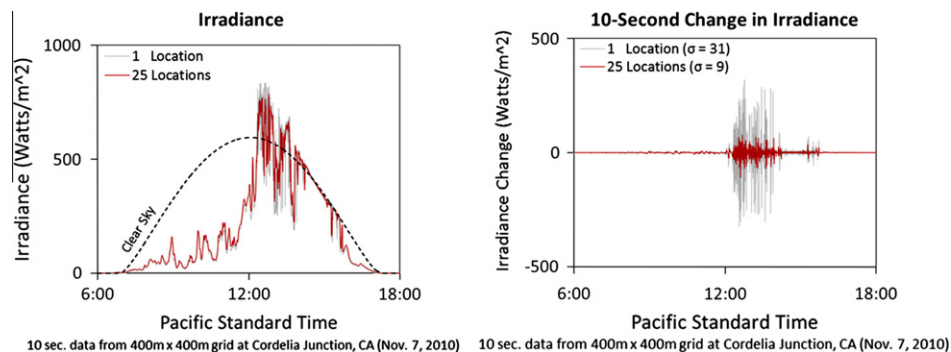 Irradiance
1000
500
0
Irradiance (Watts/m^2)
1 Location
25 Locations
Clear Sky
6:00
12:00
18:00
Pacific Standard Time
10 sec. data from 400m x 400m grid at Cordelia Junction, CA (Nov. 7, 2010)
10-Second Change in Irradiance
500
0
-500
Irradiance Change (Watts/m^2)
1 Location (σ = 31)
25 Locations (σ = 9)
6:00
12:00
18:00
Pacific Standard Time
10 sec. data from 400m x 400m grid at Cordelia Junction, CA (Nov. 7, 2010)